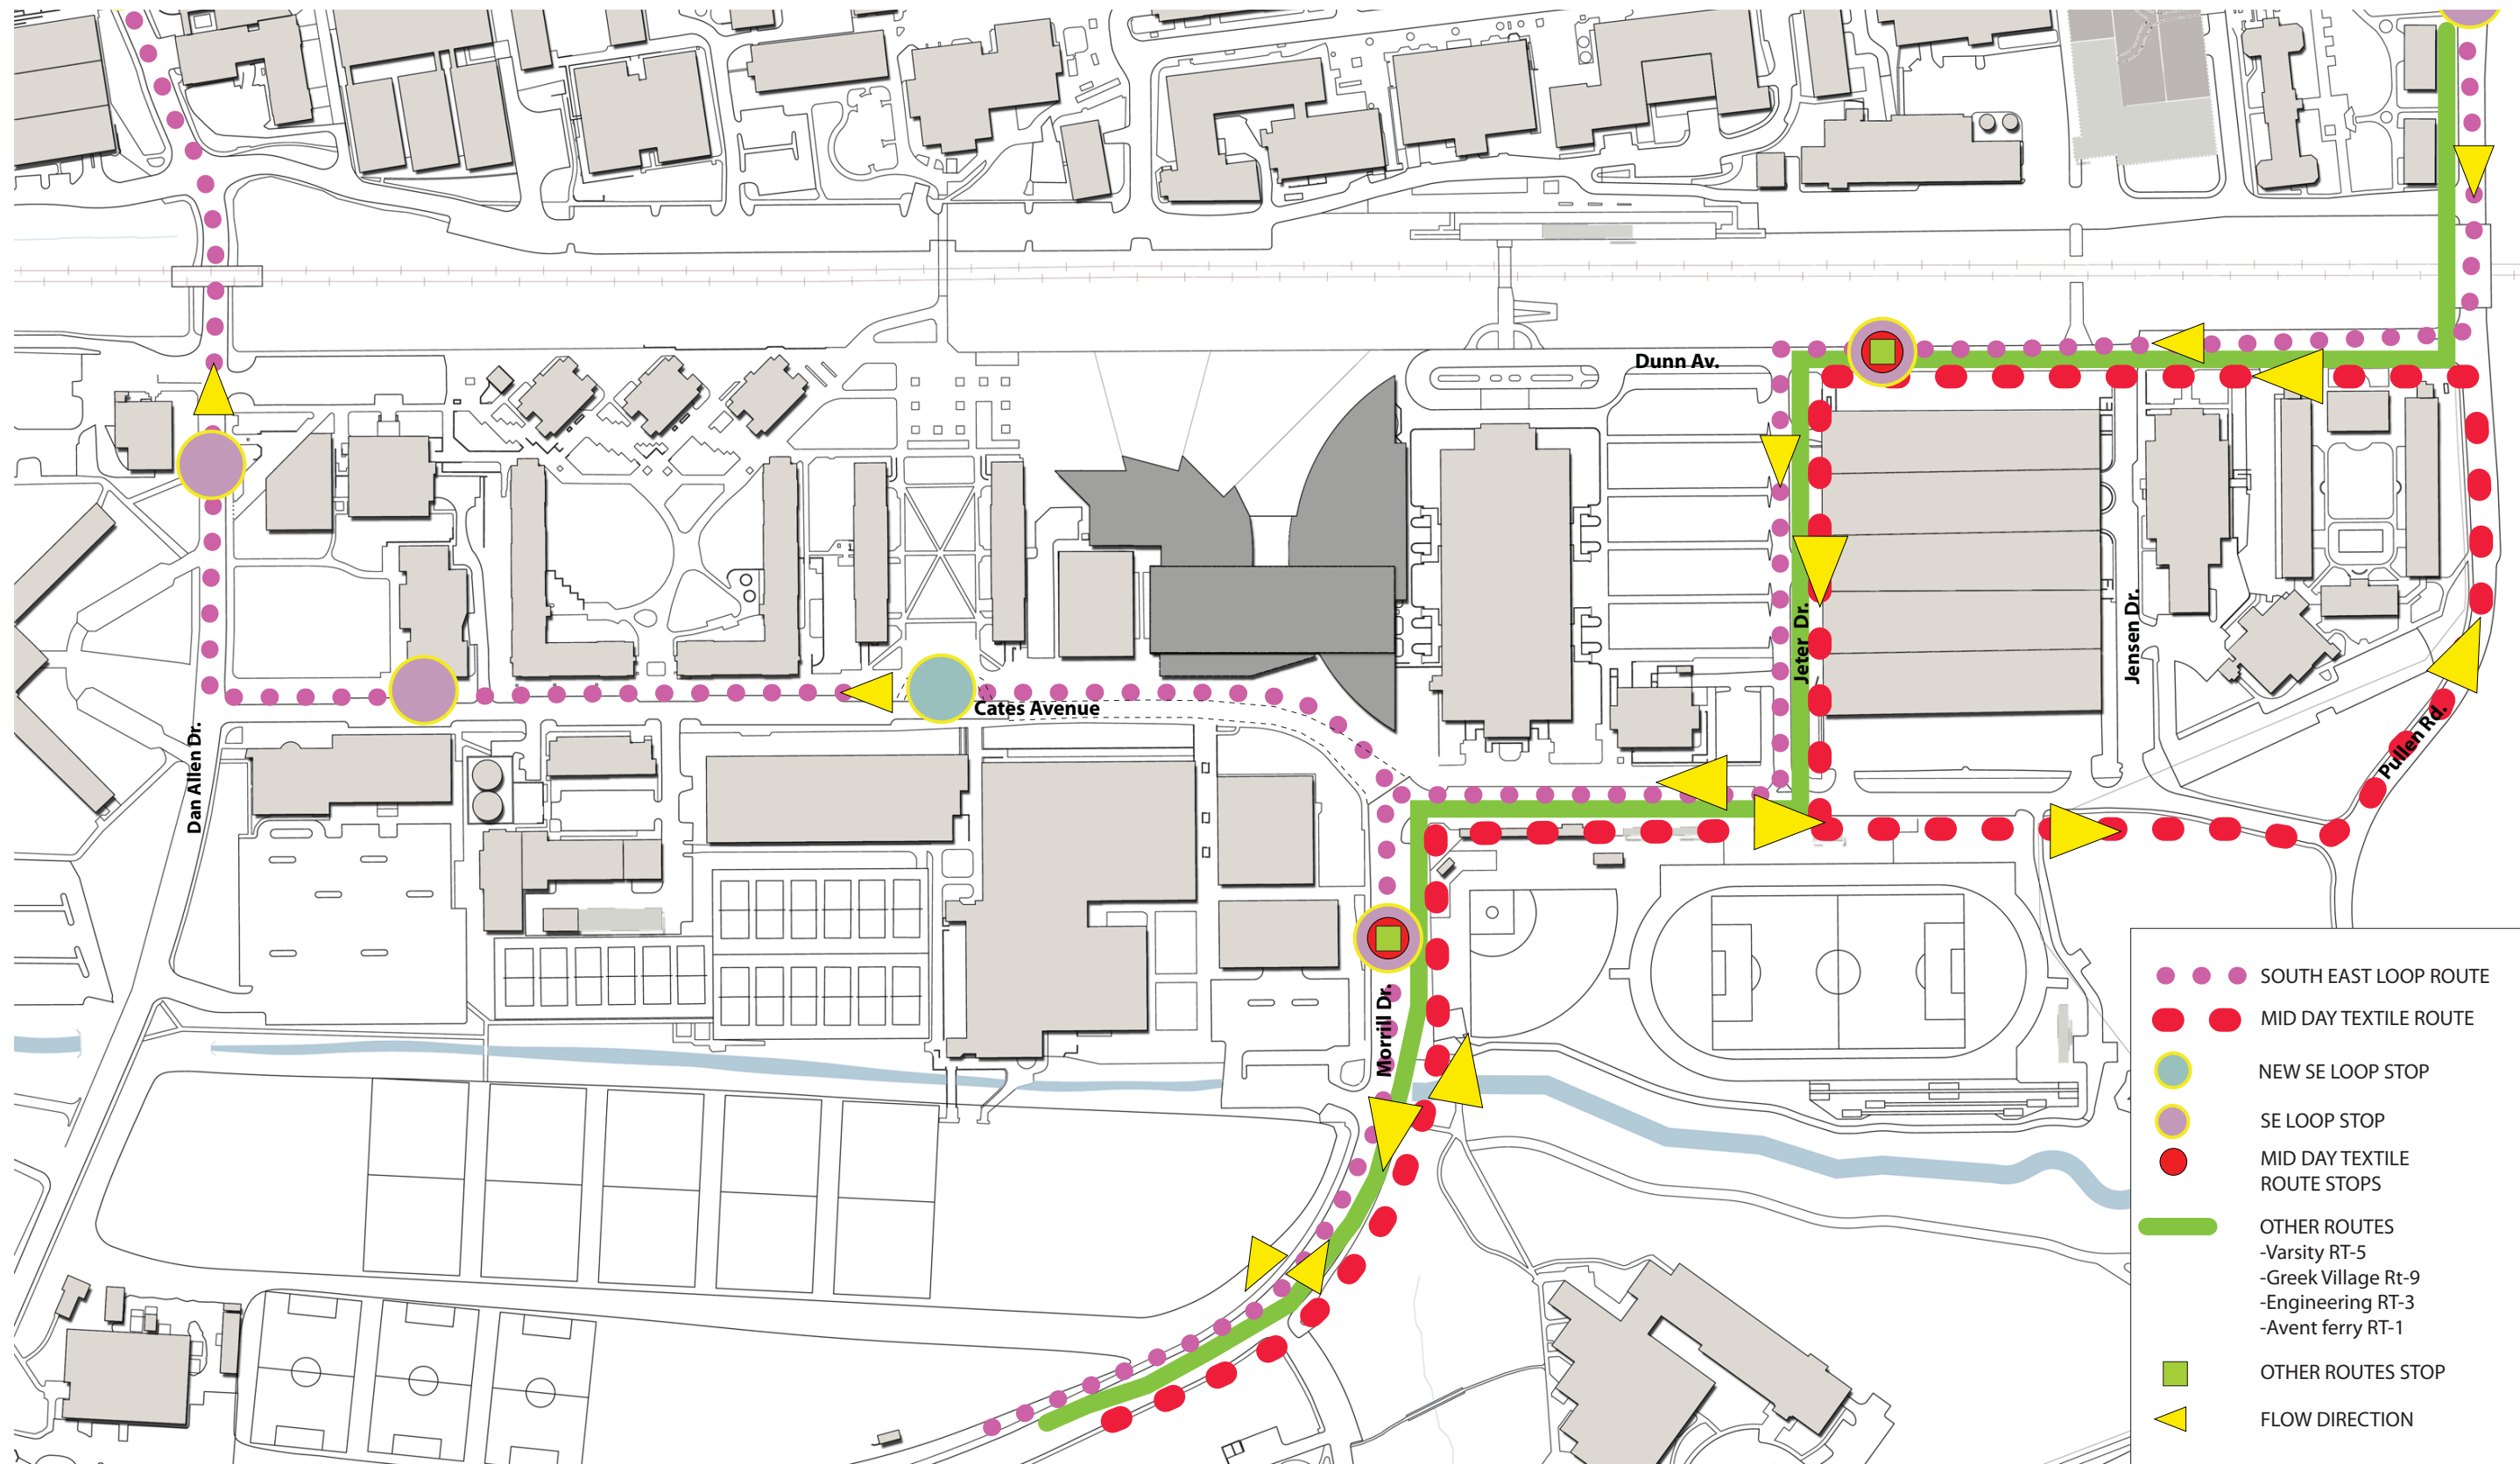 Dunn Av.
Jeter Dr.
Jensen Dr.
Cates Avenue
Dan Allen Dr.
Pullen Rd.
Morrill Dr.
SOUTH EAST LOOP ROUTE
MID DAY TEXTILE ROUTE
NEW SE LOOP STOP
SE LOOP STOP
MID DAY TEXTILE
ROUTE STOPS
OTHER ROUTES
-Varsity RT-5
-Greek Village Rt-9
-Engineering RT-3
-Avent ferry RT-1
OTHER ROUTES STOP
FLOW DIRECTION